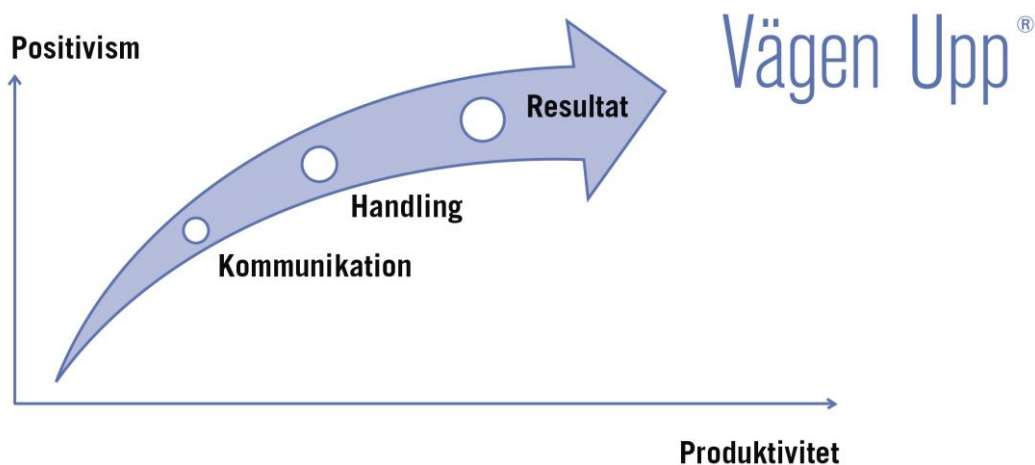 Vägen Upp®
Positivism
Resultat
Handling
Kommunikation
Produktivitet